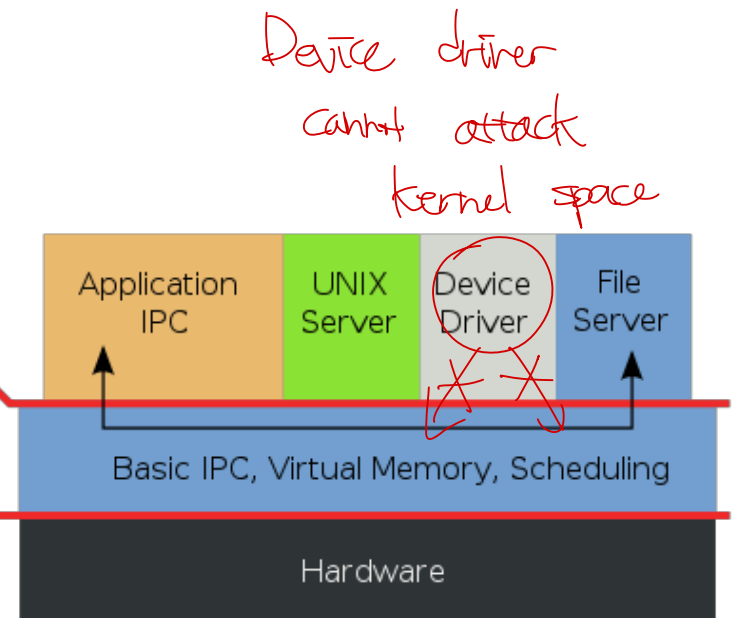 Device driver
cannot attack
kernel space
Application
IPC
UNIX
Server
Device
Driver
File
Server
Basic IPC, Virtual Memory, Scheduling
Hardware